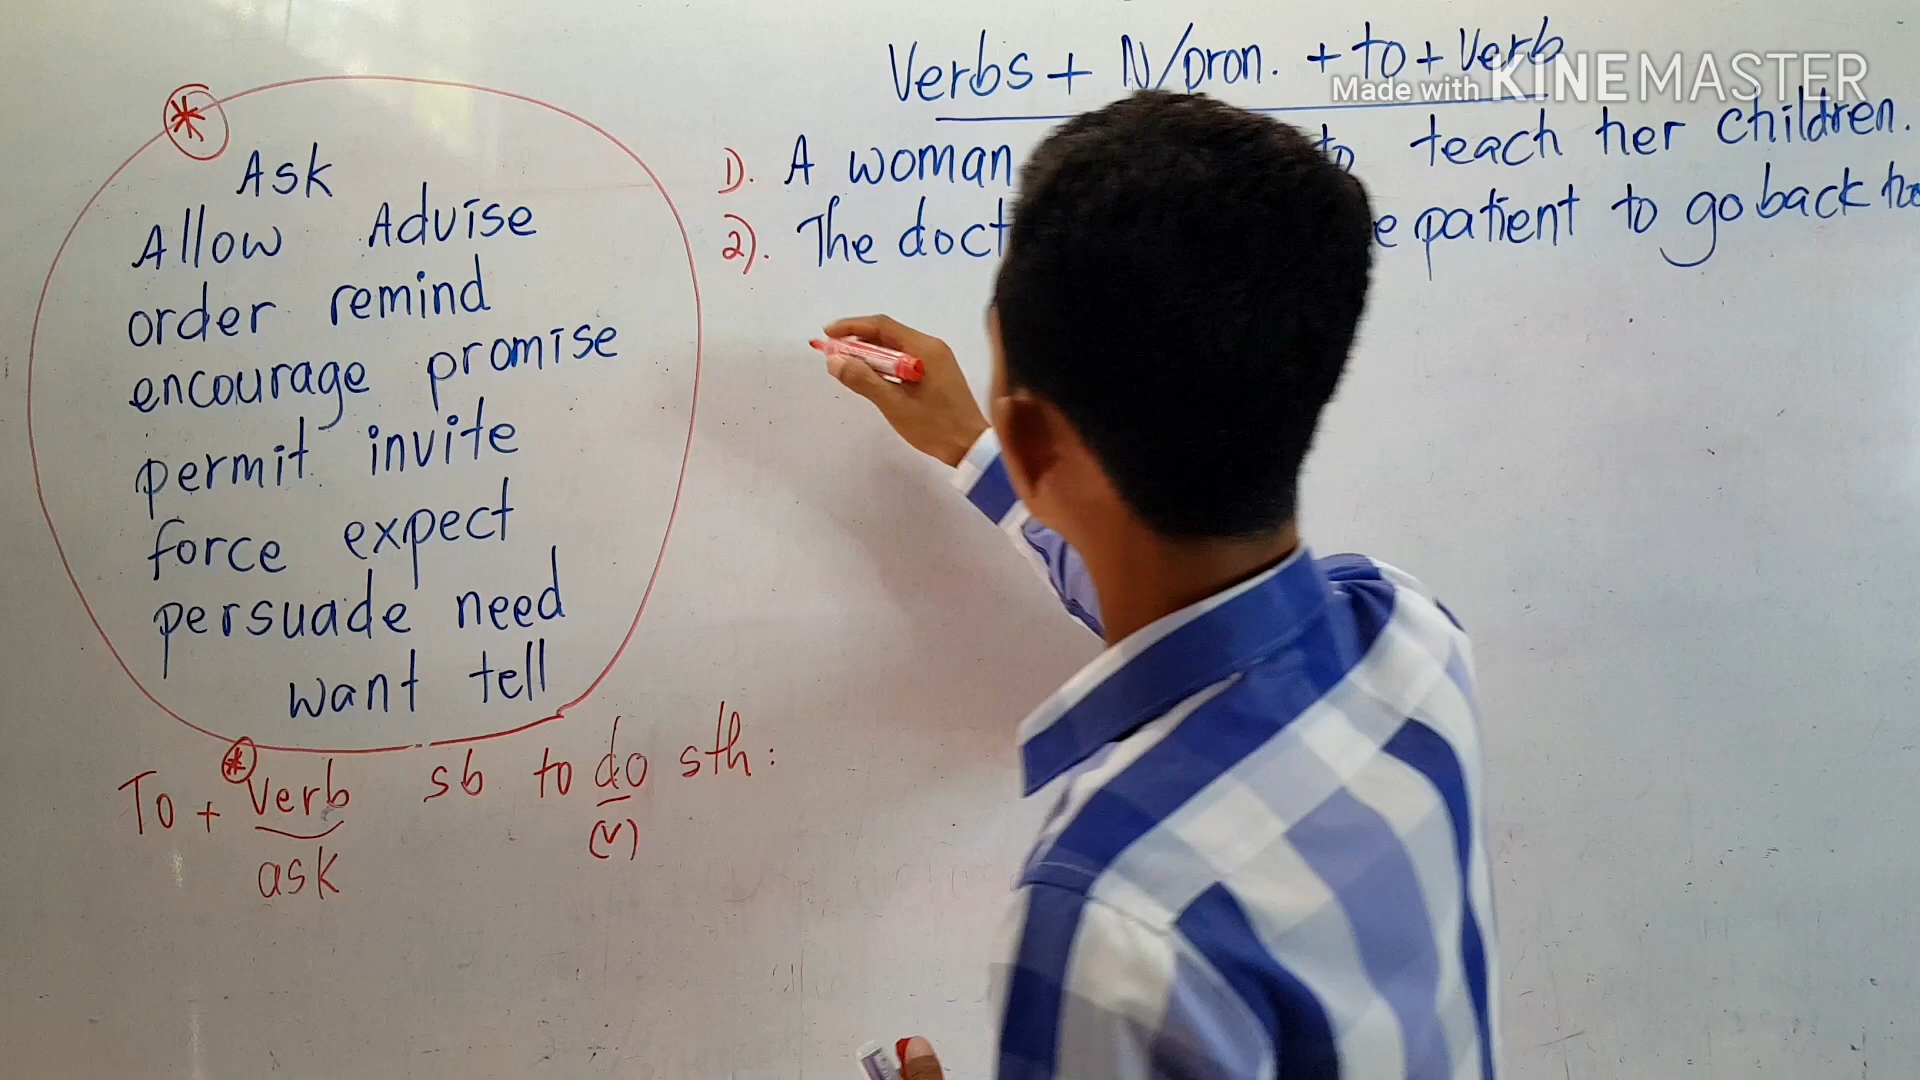 Verbs + N/pron. + to + verb
Made with KINEMASTER
*
Ask
Allow Advise
order remind
encourage promise
permit invite
force expect
persuade need
want tell
1). A woman to teach her children.
2). The doct e patient to go back
* To + verb sb to do sth:
ask (v)